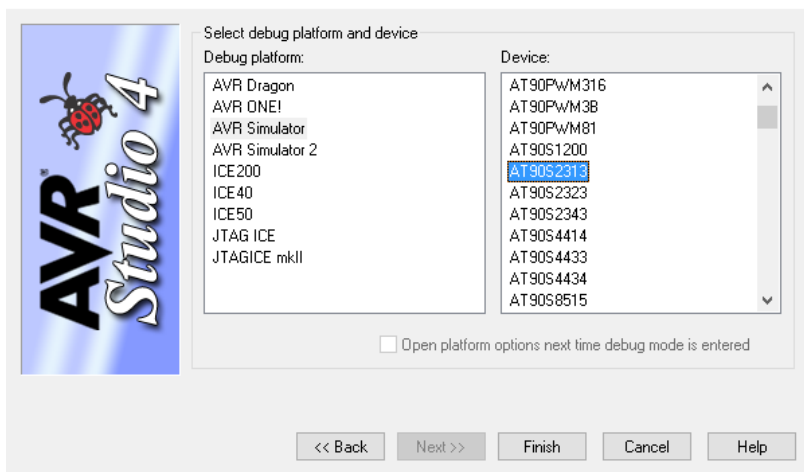 AVR® Studio 4
Select debug platform and device
Debug platform:
AVR Dragon
AVR ONE!
AVR Simulator
AVR Simulator 2
ICE200
ICE40
ICE50
JTAG ICE
JTAGICE mkII
Device:
AT90PWM316
AT90PWM3B
AT90PWM81
AT90S1200
AT90S2313
AT90S2323
AT90S2343
AT90S4414
AT90S4433
AT90S4434
AT90S8515
Open platform options next time debug mode is entered
<< Back
Next >>
Finish
Cancel
Help